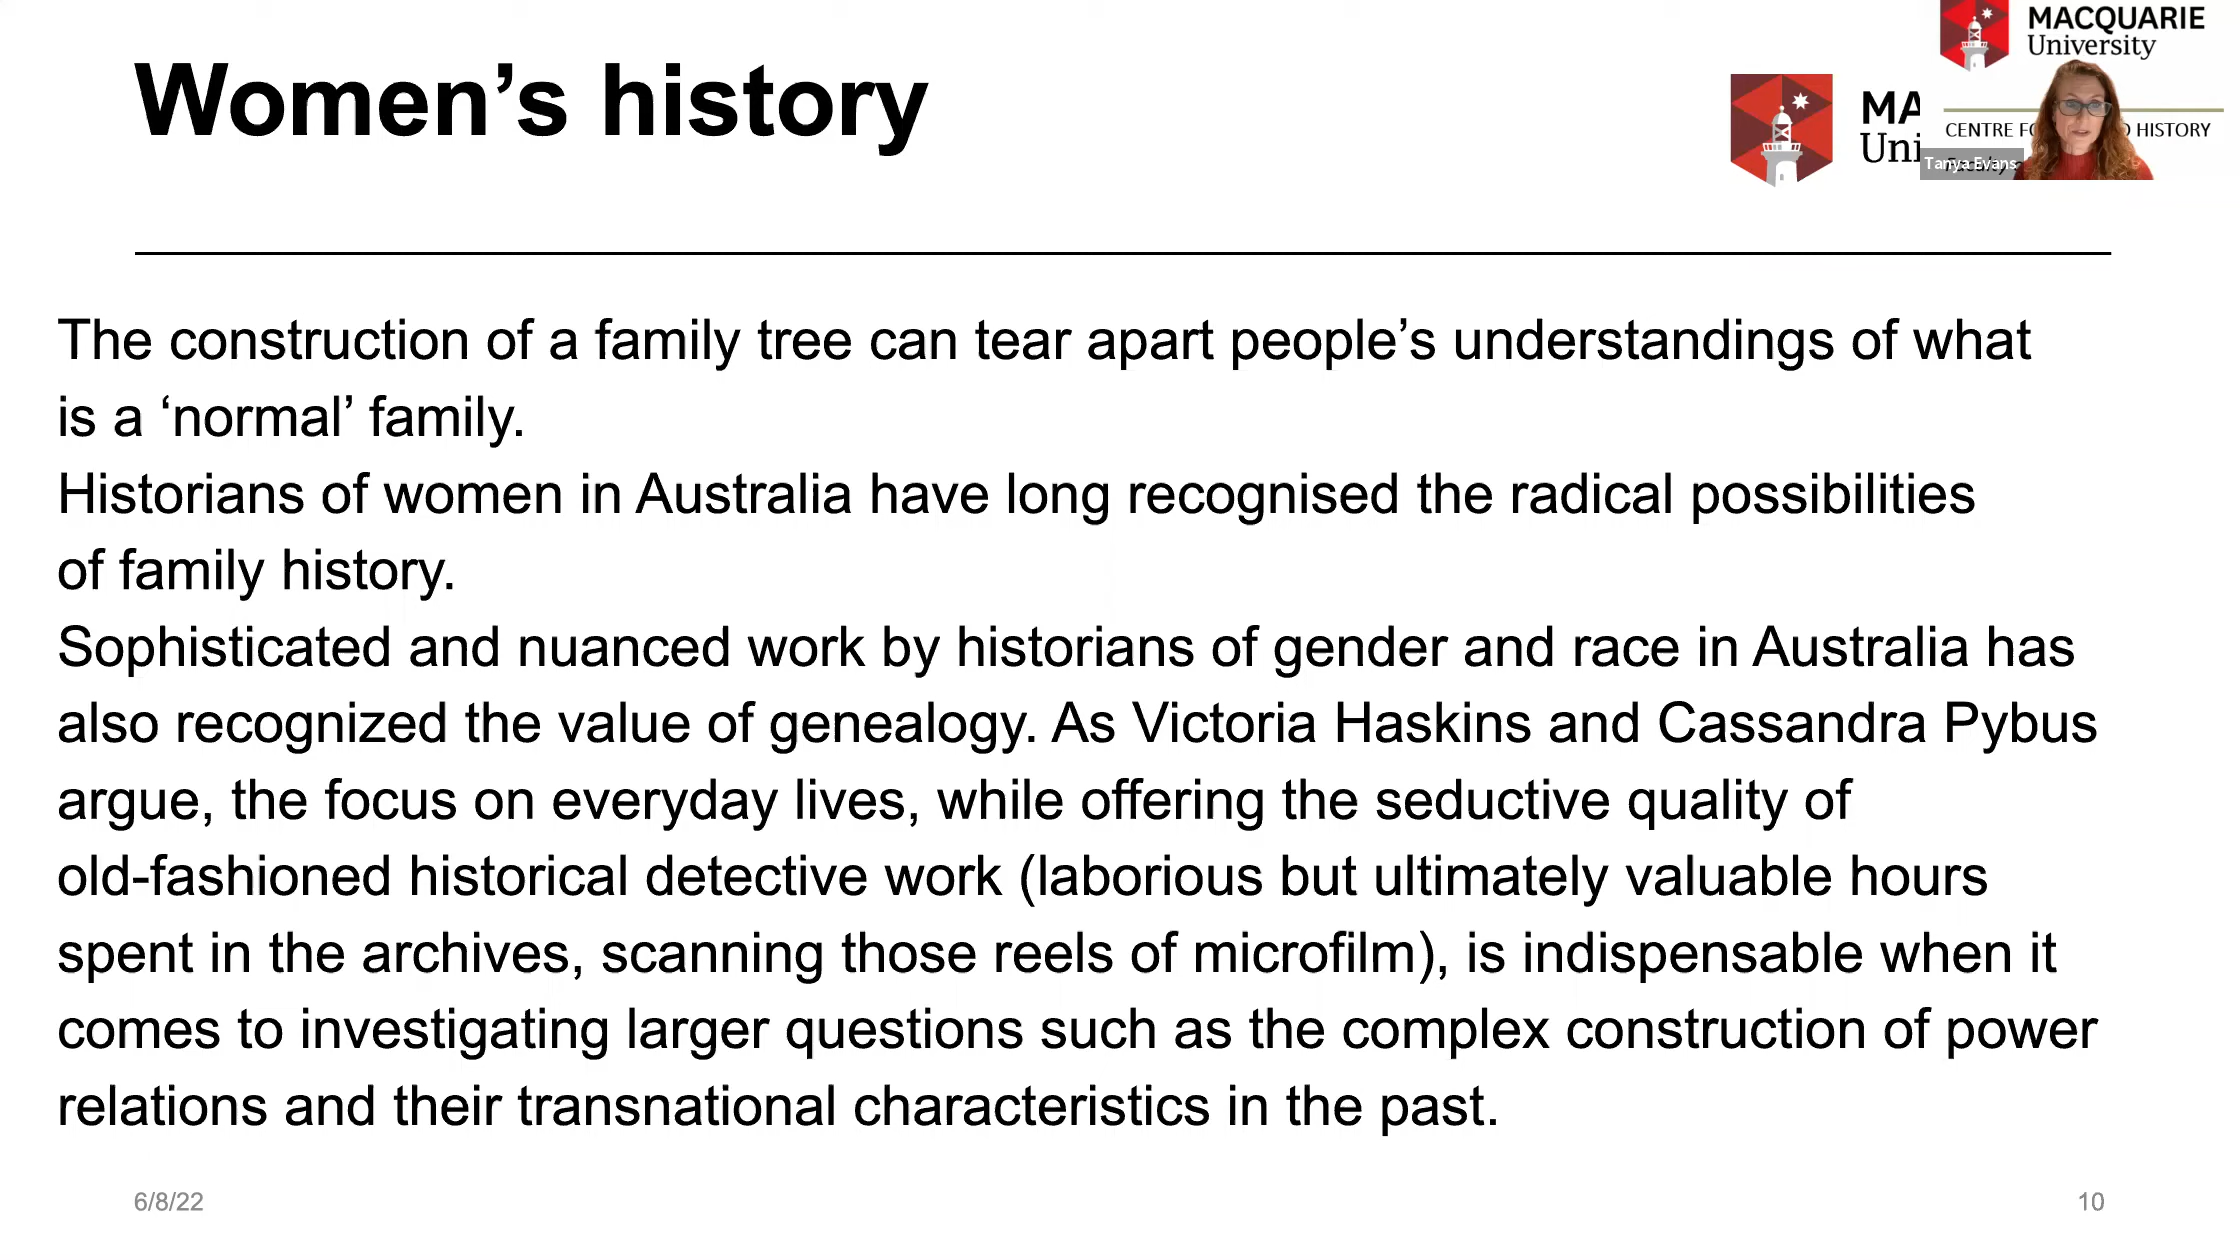 Women’s history
MACQUARIE
University
MA
Uni
CENTRE FO
HISTORY
Tanya Evans
The construction of a family tree can tear apart people’s understandings of what
is a ‘normal’ family.
Historians of women in Australia have long recognised the radical possibilities
of family history.
Sophisticated and nuanced work by historians of gender and race in Australia has
also recognized the value of genealogy. As Victoria Haskins and Cassandra Pybus
argue, the focus on everyday lives, while offering the seductive quality of
old-fashioned historical detective work (laborious but ultimately valuable hours
spent in the archives, scanning those reels of microfilm), is indispensable when it
comes to investigating larger questions such as the complex construction of power
relations and their transnational characteristics in the past.
6/8/22
10